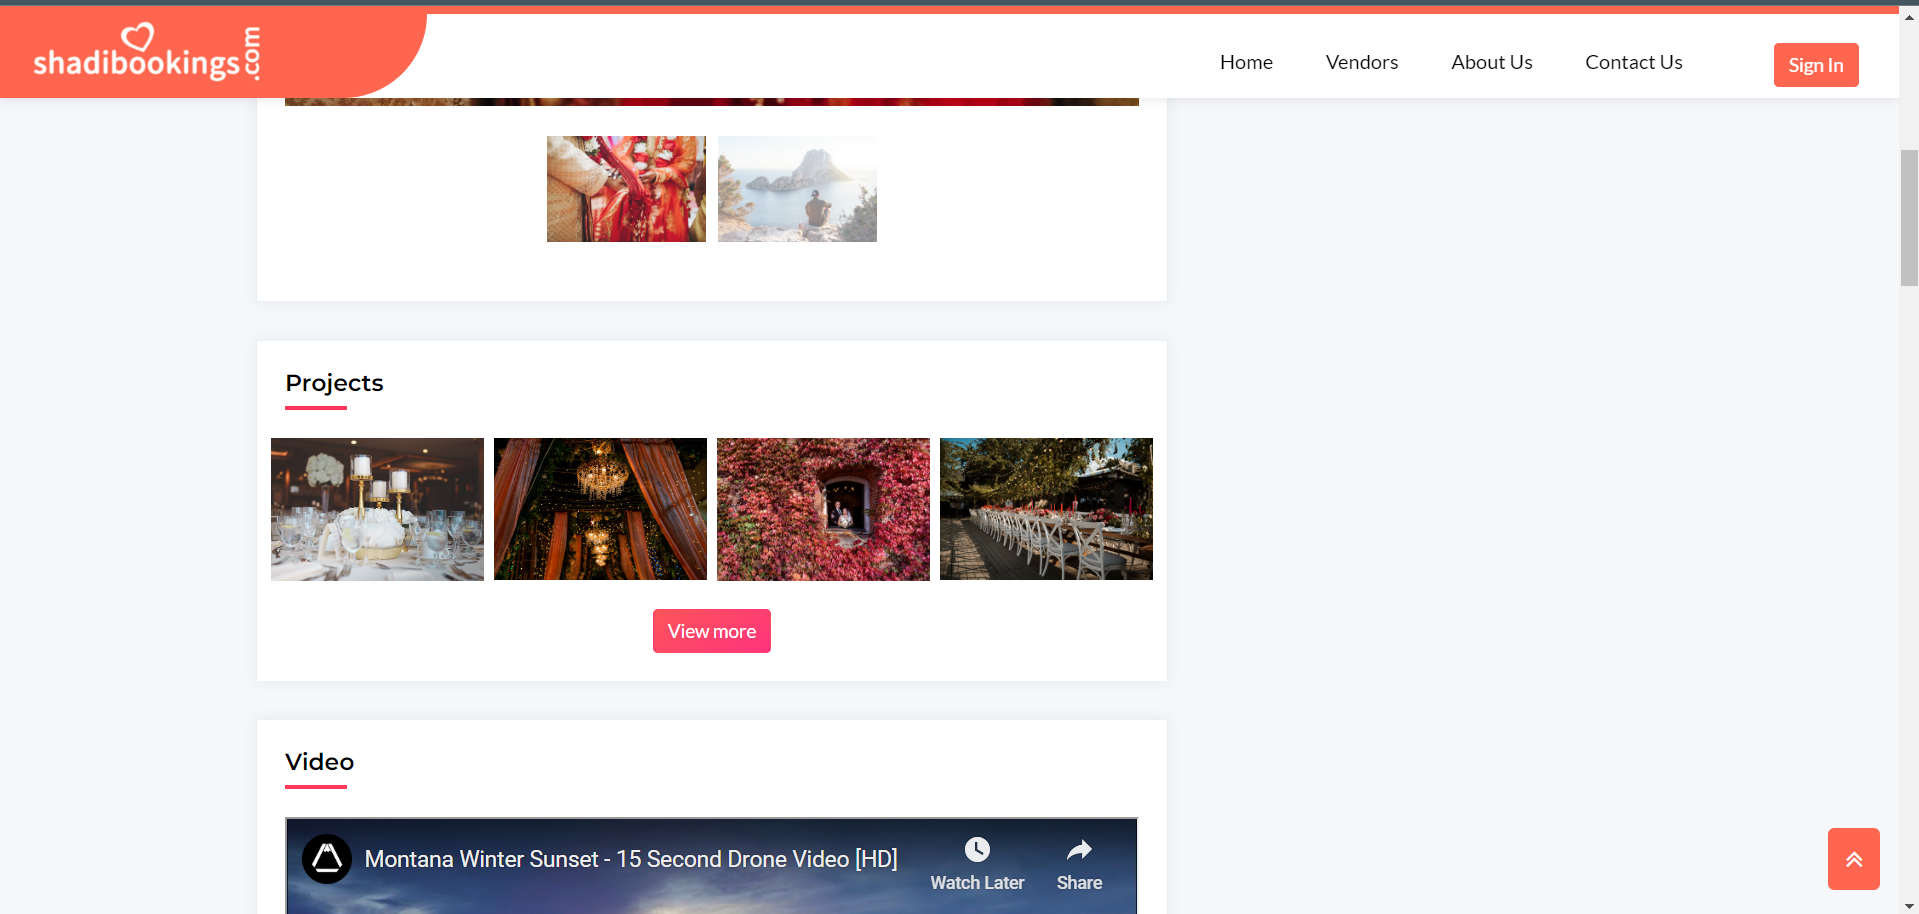 shadibookings.com
Home
Vendors
About Us
Contact Us
Sign In
Projects
View more
Video
Montana Winter Sunset - 15 Second Drone Video [HD]
Watch Later
Share